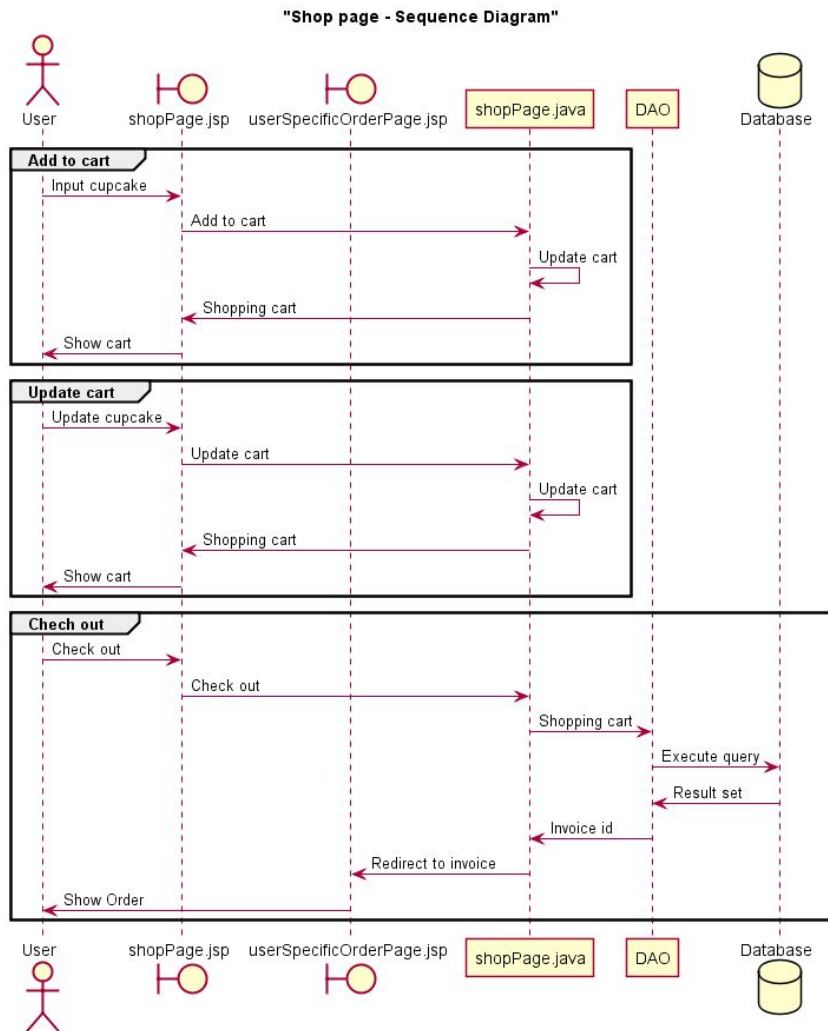 "Shop page - Sequence Diagram"
User shopPage.jsp userSpecificOrderPage.jsp shopPage.java DAO Database
Add to cart
Input cupcake
Add to cart
Update cart
Shopping cart
Show cart
Update cart
Update cupcake
Update cart
Update cart
Shopping cart
Show cart
Chech out
Check out
Check out
Shopping cart
Execute query
Result set
Invoice id
Redirect to invoice
Show Order
User shopPage.jsp userSpecificOrderPage.jsp shopPage.java DAO Database